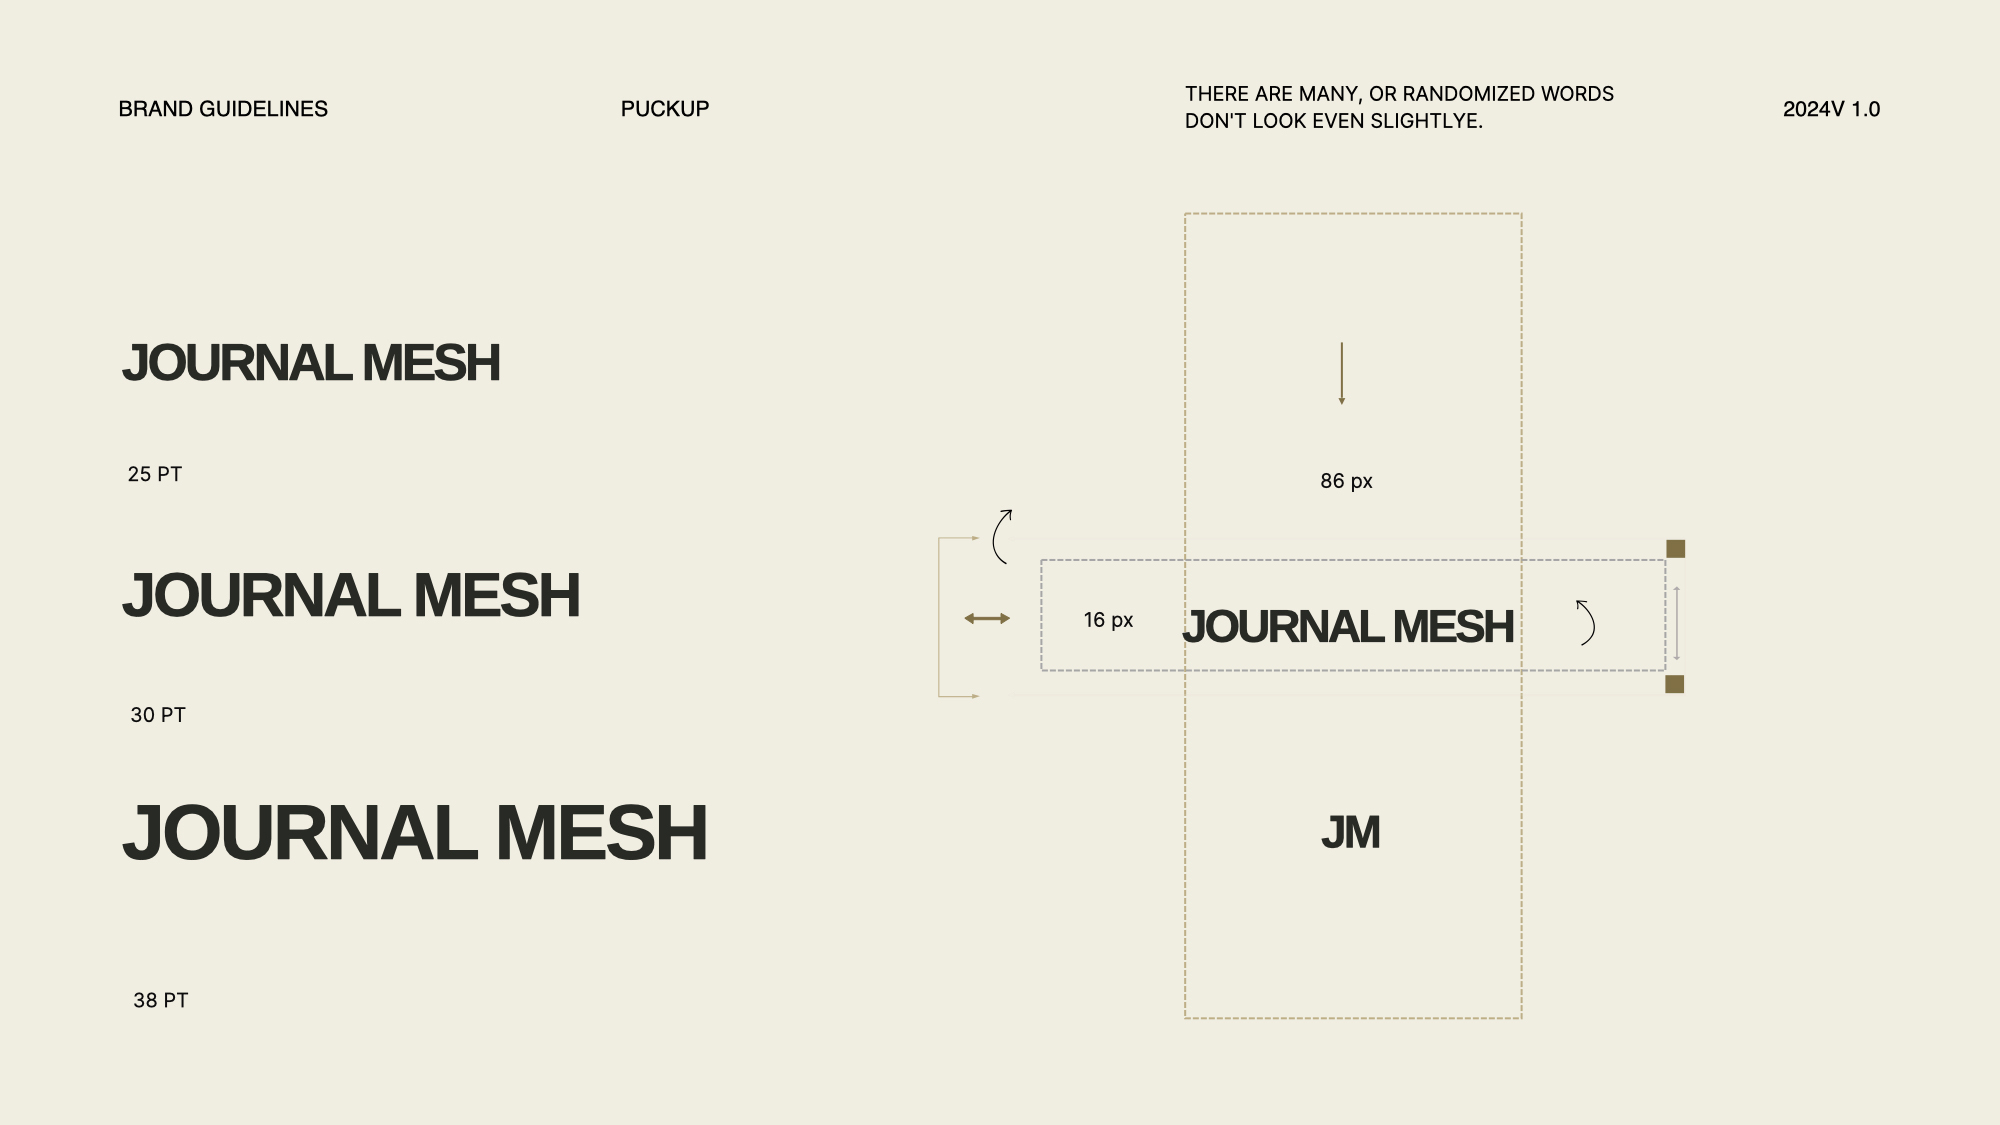 BRAND GUIDELINES
PUCKUP
THERE ARE MANY, OR RANDOMIZED WORDS
DON'T LOOK EVEN SLIGHTLYE.
2024V 1.0
JOURNAL MESH
25 PT
JOURNAL MESH
30 PT
JOURNAL MESH
38 PT
86 px
16 px
JOURNAL MESH
JM